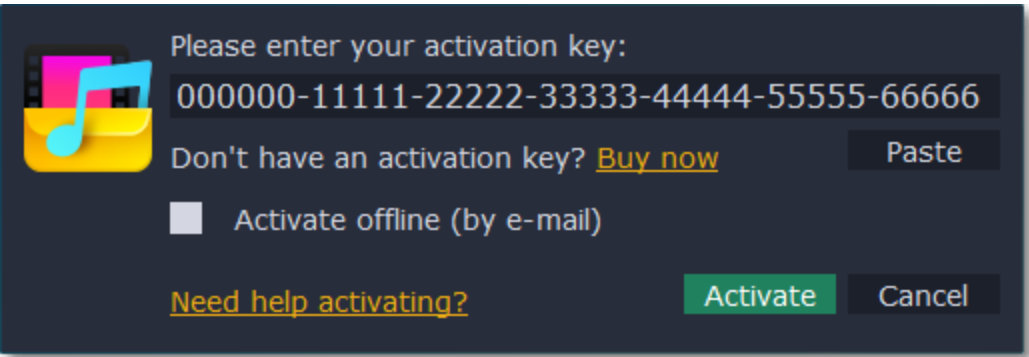 Please enter your activation key:
000000-11111-22222-33333-44444-55555-66666
Don't have an activation key? Buy now
Paste
Activate offline (by e-mail)
Need help activating?
Activate
Cancel